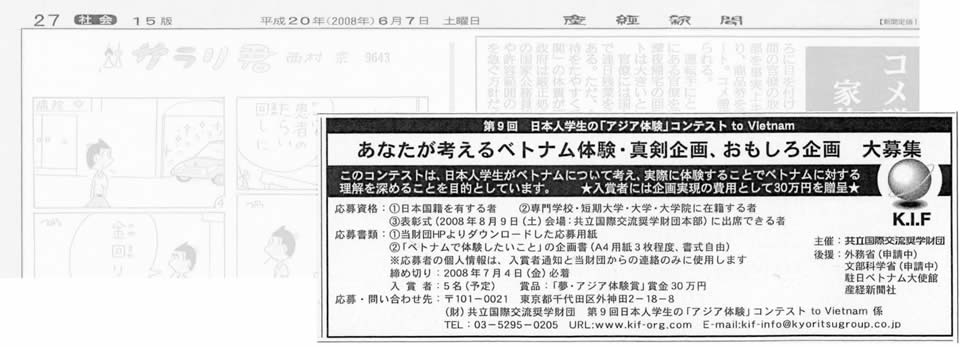 27 社会 15版 平成20年(2008年)6月7日 土曜日 産經新聞 【新聞定価1
サラリ君 西村 宗 9643
第9回 日本人学生の「アジア体験」コンテスト to Vietnam
あなたが考えるベトナム体験・真剣企画、おもしろ企画 大募集
このコンテストは、日本人学生がベトナムについて考え、実際に体験することでベトナムに対する
理解を深めることを目的としています。 ★入賞者には企画実現の費用として30万円を贈呈★
K.I.F
応募資格：①日本国籍を有する者 ②専門学校・短期大学・大学・大学院に在籍する者
③表彰式(2008年8月9日(土)会場：共立国際交流奨学財団本部)に出席できる者
応募書類：①当財団HPよりダウンロードした応募用紙
②「ベトナムで体験したいこと」の企画書(A4用紙3枚程度、書式自由)
※応募者の個人情報は、入賞者通知と当財団からの連絡のみに使用します
締め切り：2008年7月4日(金)必着
入賞者：5名(予定) 賞品：「夢・アジア体験賞」賞金30万円
応募・問い合わせ先：〒101-0021 東京都千代田区外神田2-18-8
(財)共立国際交流奨学財団 第9回日本人学生の「アジア体験」コンテスト to Vietnam 係
TEL：03-5295-0205 URL:www.kif-org.com E-mail:kif-info@kyoritsugroup.co.jp
主催：共立国際交流奨学財団
後援：外務省(申請中)
文部科学省(申請中)
駐日ベトナム大使館
産経新聞社